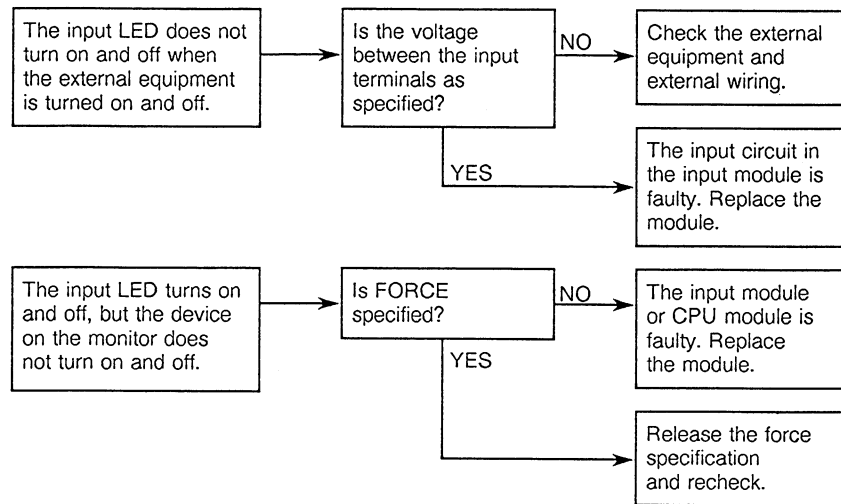 The input LED does not
turn on and off when
the external equipment
is turned on and off.
Is the voltage
between the input
terminals as
specified?
NO
Check the external
equipment and
external wiring.
YES
The input circuit in
the input module is
faulty. Replace the
module.
The input LED turns on
and off, but the device
on the monitor does
not turn on and off.
Is FORCE
specified?
NO
The input module
or CPU module is
faulty. Replace
the module.
YES
Release the force
specification
and recheck.